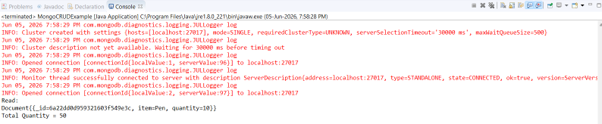 Problems @ Javadoc Declaration Console
<terminated> MongoCRUDExample [Java Application] C:\Program Files\Java\jre1.8.0_221\bin\javaw.exe (05-Jun-2026, 7:58:28 PM)
Jun 05, 2026 7:58:29 PM com.mongodb.diagnostics.logging.JULLogger log
INFO: Cluster created with settings {hosts=[localhost:27017], mode=SINGLE, requiredClusterType=UNKNOWN, serverSelectionTimeout='30000 ms', maxWaitQueueSize=500}
Jun 05, 2026 7:58:29 PM com.mongodb.diagnostics.logging.JULLogger log
INFO: Cluster description not yet available. Waiting for 30000 ms before timing out
Jun 05, 2026 7:58:29 PM com.mongodb.diagnostics.logging.JULLogger log
INFO: Opened connection [connectionId{localValue:1, serverValue:96}] to localhost:27017
Jun 05, 2026 7:58:29 PM com.mongodb.diagnostics.logging.JULLogger log
INFO: Monitor thread successfully connected to server with description ServerDescription{address=localhost:27017, type=STANDALONE, state=CONNECTED, ok=true, version=ServerVers
Jun 05, 2026 7:58:29 PM com.mongodb.diagnostics.logging.JULLogger log
INFO: Opened connection [connectionId{localValue:2, serverValue:97}] to localhost:27017
Read:
Document{{_id=6a22dd0d959321603f549e3c, item=Pen, quantity=10}}
Total Quantity = 50